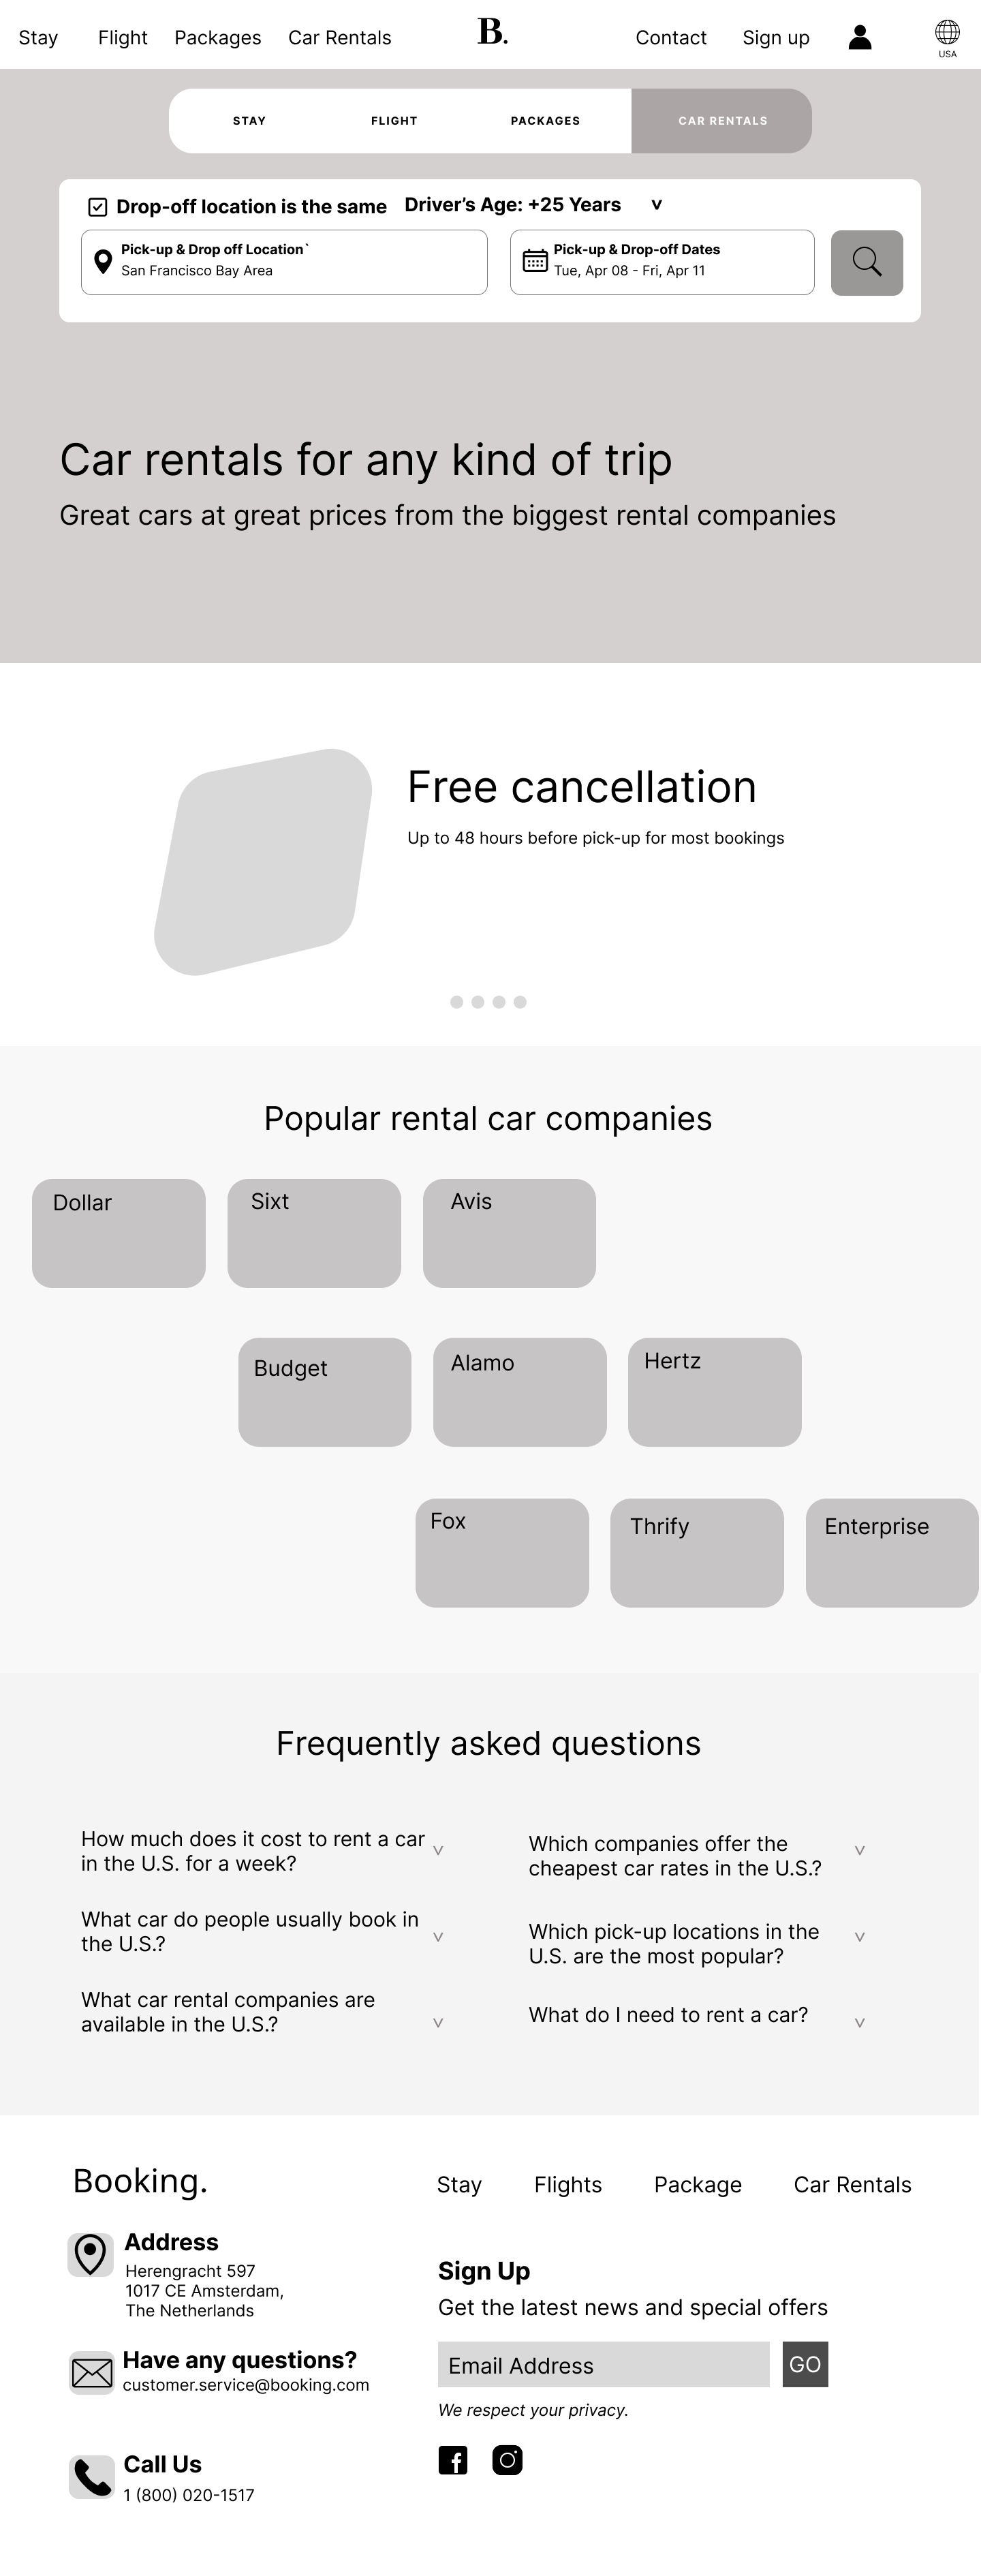 Stay Flight Packages Car Rentals B. Contact Sign up
USA
STAY FLIGHT PACKAGES CAR RENTALS
Drop-off location is the same Driver’s Age: +25 Years v
Pick-up & Drop off Location`
San Francisco Bay Area
Pick-up & Drop-off Dates
Tue, Apr 08 - Fri, Apr 11
Car rentals for any kind of trip
Great cars at great prices from the biggest rental companies
Free cancellation
Up to 48 hours before pick-up for most bookings
Popular rental car companies
Dollar Sixt Avis
Budget Alamo Hertz
Fox Thrify Enterprise
Frequently asked questions
How much does it cost to rent a car
in the U.S. for a week?
v
Which companies offer the
cheapest car rates in the U.S.?
v
What car do people usually book in
the U.S.?
v
Which pick-up locations in the
U.S. are the most popular?
v
What car rental companies are
available in the U.S.?
v
What do I need to rent a car?
v
Booking.
Stay Flights Package Car Rentals
Address
Herengracht 597
1017 CE Amsterdam,
The Netherlands
Have any questions?
customer.service@booking.com
Call Us
1 (800) 020-1517
Sign Up
Get the latest news and special offers
Email Address GO
We respect your privacy.